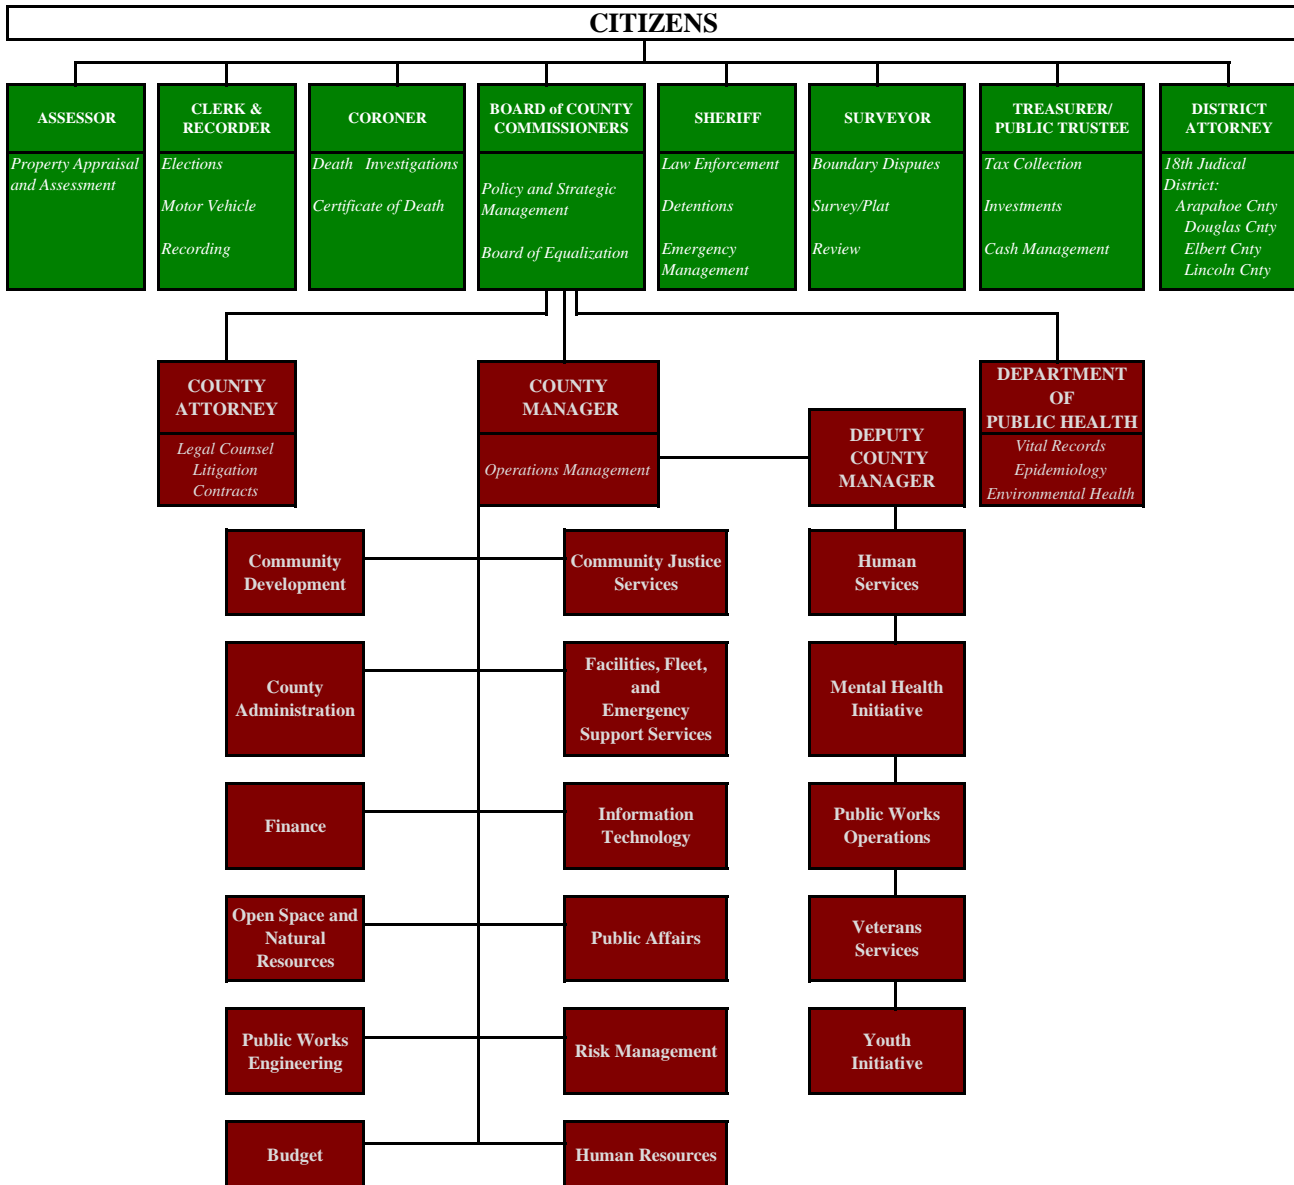 CITIZENS
ASSESSOR
Property Appraisal
and Assessment
CLERK &
RECORDER
Elections
Motor Vehicle
Recording
CORONER
Death Investigations
Certificate of Death
BOARD of COUNTY
COMMISSIONERS
Policy and Strategic
Management
Board of Equalization
SHERIFF
Law Enforcement
Detentions
Emergency
Management
SURVEYOR
Boundary Disputes
Survey/Plat
Review
TREASURER/
PUBLIC TRUSTEE
Tax Collection
Investments
Cash Management
DISTRICT
ATTORNEY
18th Judical
District:
Arapahoe Cnty
Douglas Cnty
Elbert Cnty
Lincoln Cnty
COUNTY
ATTORNEY
Legal Counsel
Litigation
Contracts
COUNTY
MANAGER
Operations Management
DEPUTY
COUNTY
MANAGER
DEPARTMENT
OF
PUBLIC HEALTH
Vital Records
Epidemiology
Environmental Health
Community
Development
Community Justice
Services
Human
Services
County
Administration
Facilities, Fleet,
and
Emergency
Support Services
Mental Health
Initiative
Finance
Information
Technology
Public Works
Operations
Open Space and
Natural
Resources
Public Affairs
Veterans
Services
Public Works
Engineering
Risk Management
Youth
Initiative
Budget
Human Resources